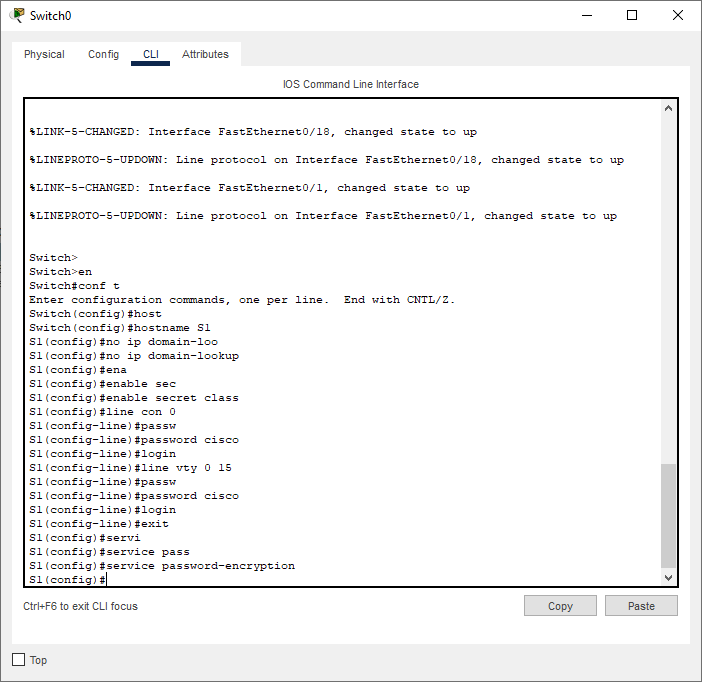 Switch0
Physical Config CLI Attributes
IOS Command Line Interface
%LINK-5-CHANGED: Interface FastEthernet0/18, changed state to up
%LINEPROTO-5-UPDOWN: Line protocol on Interface FastEthernet0/18, changed state to up
%LINK-5-CHANGED: Interface FastEthernet0/1, changed state to up
%LINEPROTO-5-UPDOWN: Line protocol on Interface FastEthernet0/1, changed state to up
Switch>
Switch>en
Switch#conf t
Enter configuration commands, one per line.  End with CNTL/Z.
Switch(config)#host
Switch(config)#hostname S1
S1(config)#no ip domain-loo
S1(config)#no ip domain-lookup
S1(config)#ena
S1(config)#enable sec
S1(config)#enable secret class
S1(config)#line con 0
S1(config-line)#passw
S1(config-line)#password cisco
S1(config-line)#login
S1(config-line)#line vty 0 15
S1(config-line)#passw
S1(config-line)#password cisco
S1(config-line)#login
S1(config-line)#exit
S1(config)#servi
S1(config)#service pass
S1(config)#service password-encryption
S1(config)#
Ctrl+F6 to exit CLI focus
Copy Paste
Top